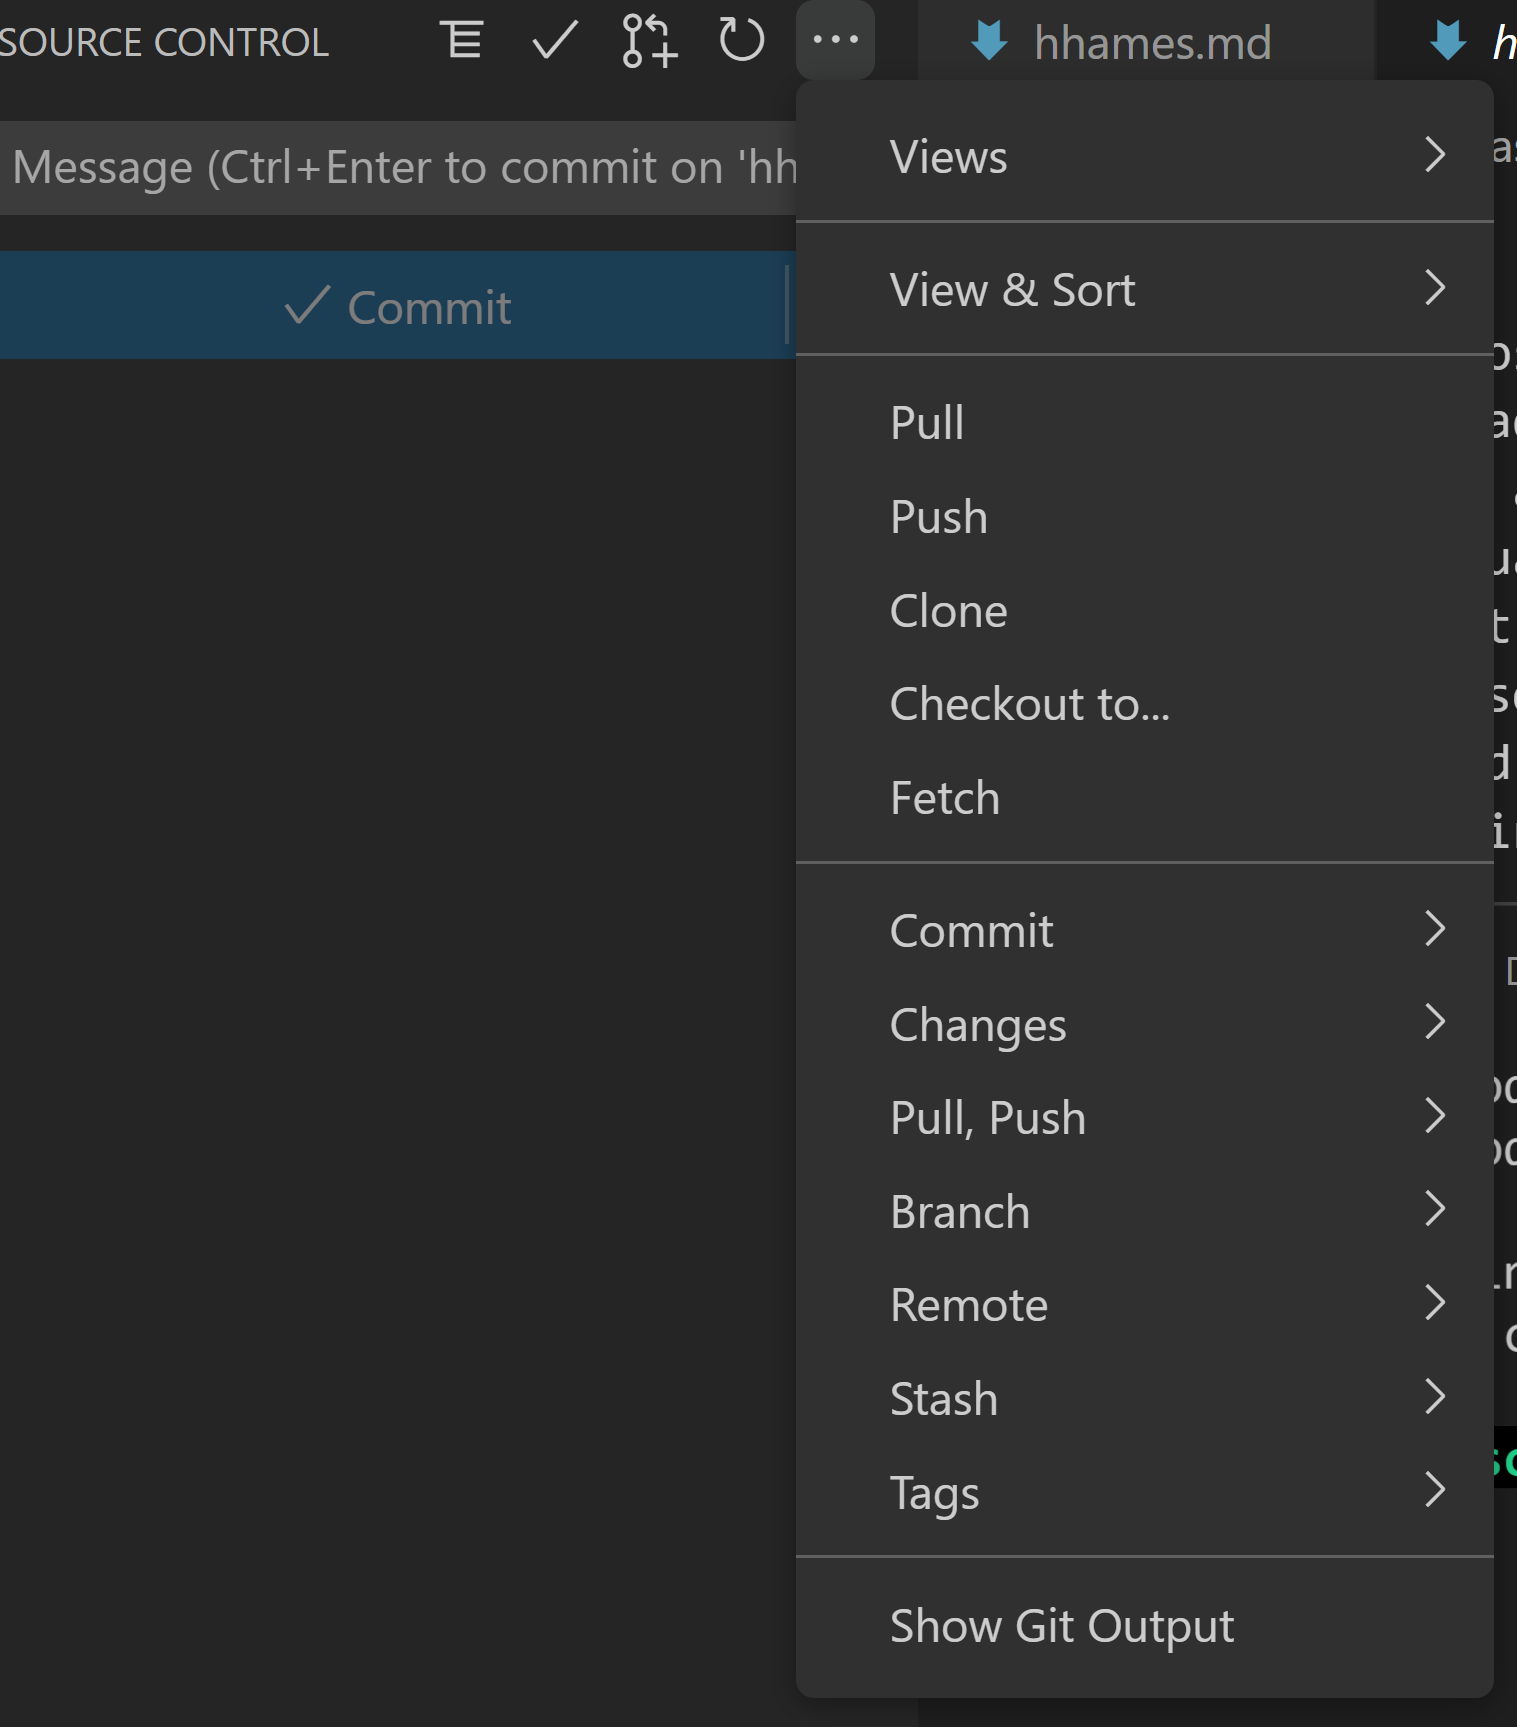 SOURCE CONTROL
hhames.md
Message (Ctrl+Enter to commit on 'hh
Commit
Views
View & Sort
Pull
Push
Clone
Checkout to...
Fetch
Commit
Changes
Pull, Push
Branch
Remote
Stash
Tags
Show Git Output